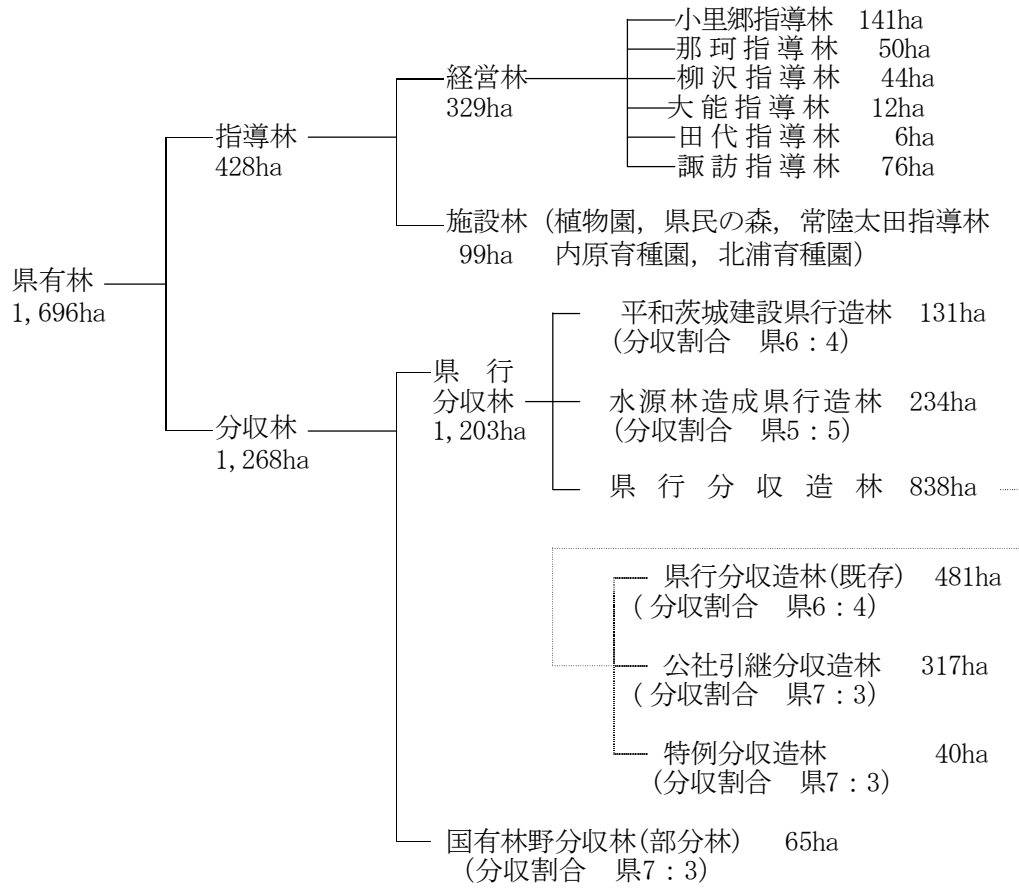 小里郷指導林 141ha
那珂指導林 50ha
経営林
柳沢指導林 44ha
329ha
大能指導林 12ha
指導林
田代指導林 6ha
428ha
諏訪指導林 76ha
施設林 (植物園, 県民の森, 常陸太田指導林
99ha 内原育種園, 北浦育種園)
県有林
1,696ha
平和茨城建設県行造林 131ha
(分収割合 県6:4)
県 行
分収林
1,203ha
水源林造成県行造林 234ha
(分収割合 県5:5)
分収林
1,268ha
県行分収造林 838ha
県行分収造林(既存) 481ha
(分収割合 県6:4)
公社引継分収造林 317ha
(分収割合 県7:3)
特例分収造林 40ha
(分収割合 県7:3)
国有林野分収林(部分林) 65ha
(分収割合 県7:3)